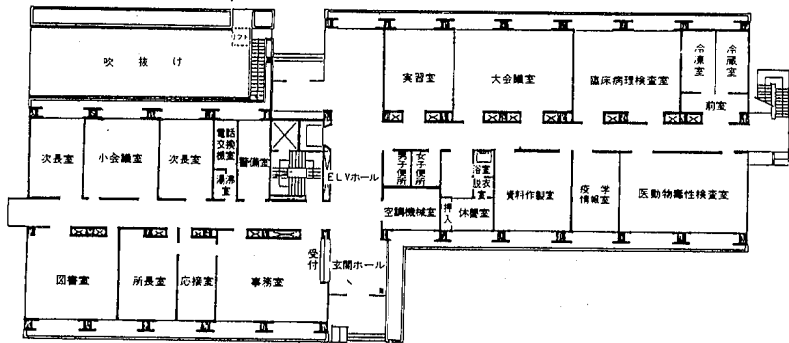 リフト
吹抜け
実習室
大会議室
臨床病理検査室
冷凍室
冷蔵室
前室
次長室
小会議室
次長室
電話交換機室
湯沸室
警備室
ELVホール
男子便所
女子便所
浴室
脱衣室
資料作製室
疫学情報室
医動物毒性検査室
空調機械室
押入
休養室
図書室
所長室
応接室
事務室
受付
玄関ホール